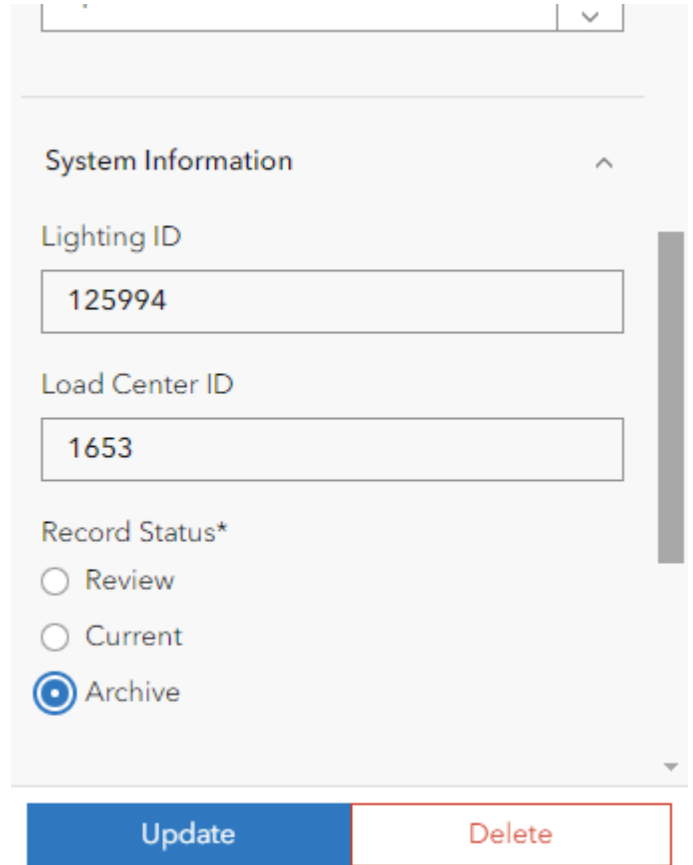 System Information
Lighting ID
125994
Load Center ID
1653
Record Status*
Review
Current
Archive
Update
Delete